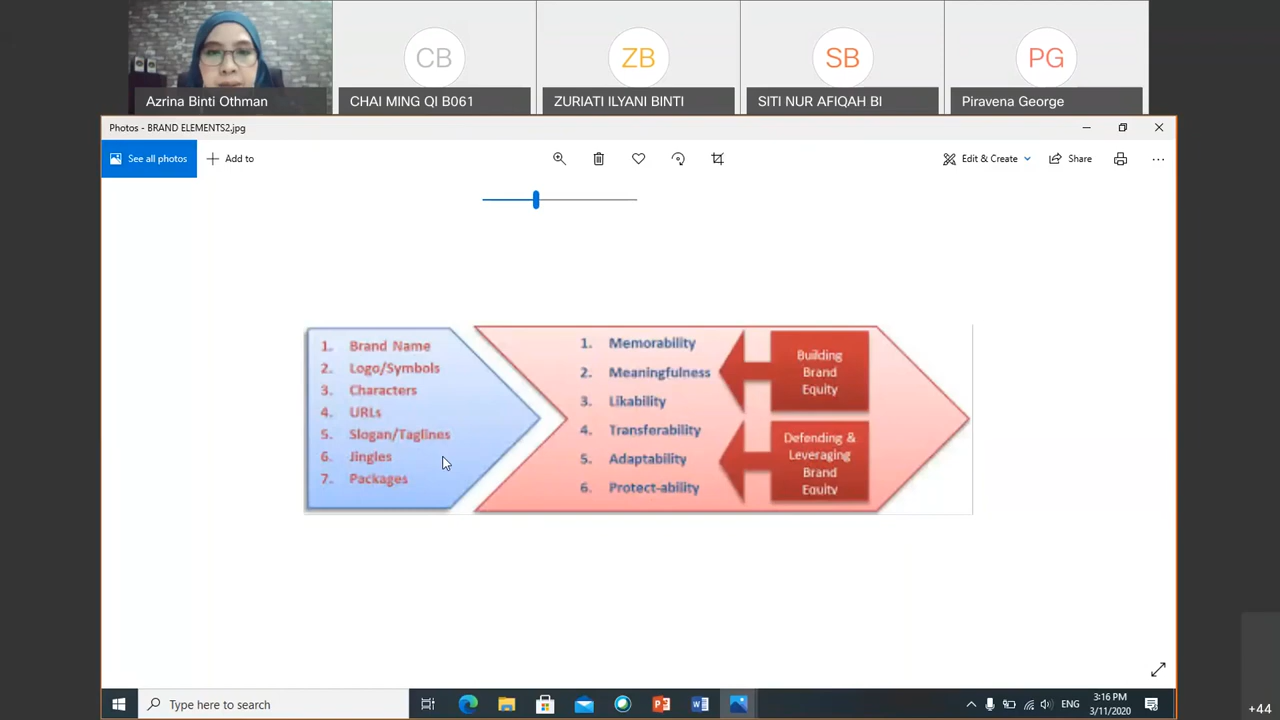 CB
ZB
SB
PG
Azrina Binti Othman
CHAI MING QI B061
ZURIATI ILYANI BINTI
SITI NUR AFIQAH BI
Piravena George
Photos - BRAND ELEMENTS2.jpg
See all photos
Add to
Edit & Create
Share
1. Brand Name
2. Logo/Symbols
3. Characters
4. URLs
5. Slogan/Taglines
6. Jingles
7. Packages
1. Memorability
2. Meaningfulness
3. Likability
4. Transferability
5. Adaptability
6. Protect-ability
Building
Brand
Equity
Defending &
Leveraging
Brand
Equity
Type here to search
ENG
3:16 PM
3/11/2020
+44